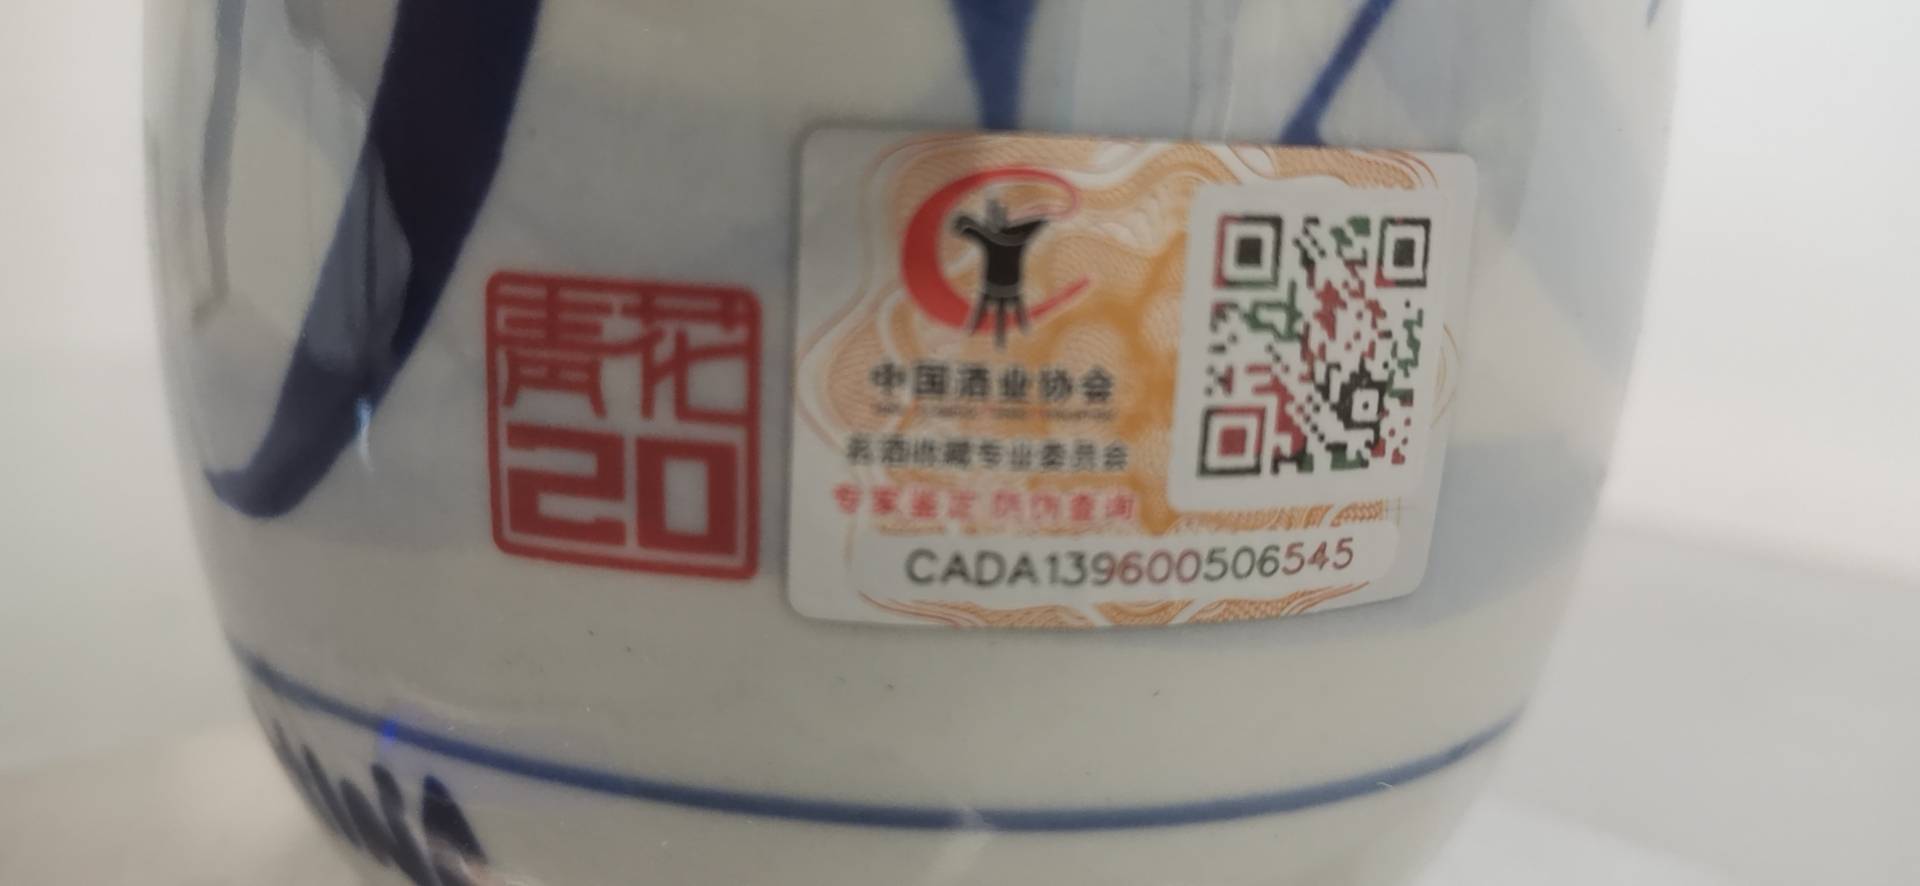 青花
20
中国酒业协会
名酒收藏专业委员会
专家鉴定 防伪查询
CADA139600506545